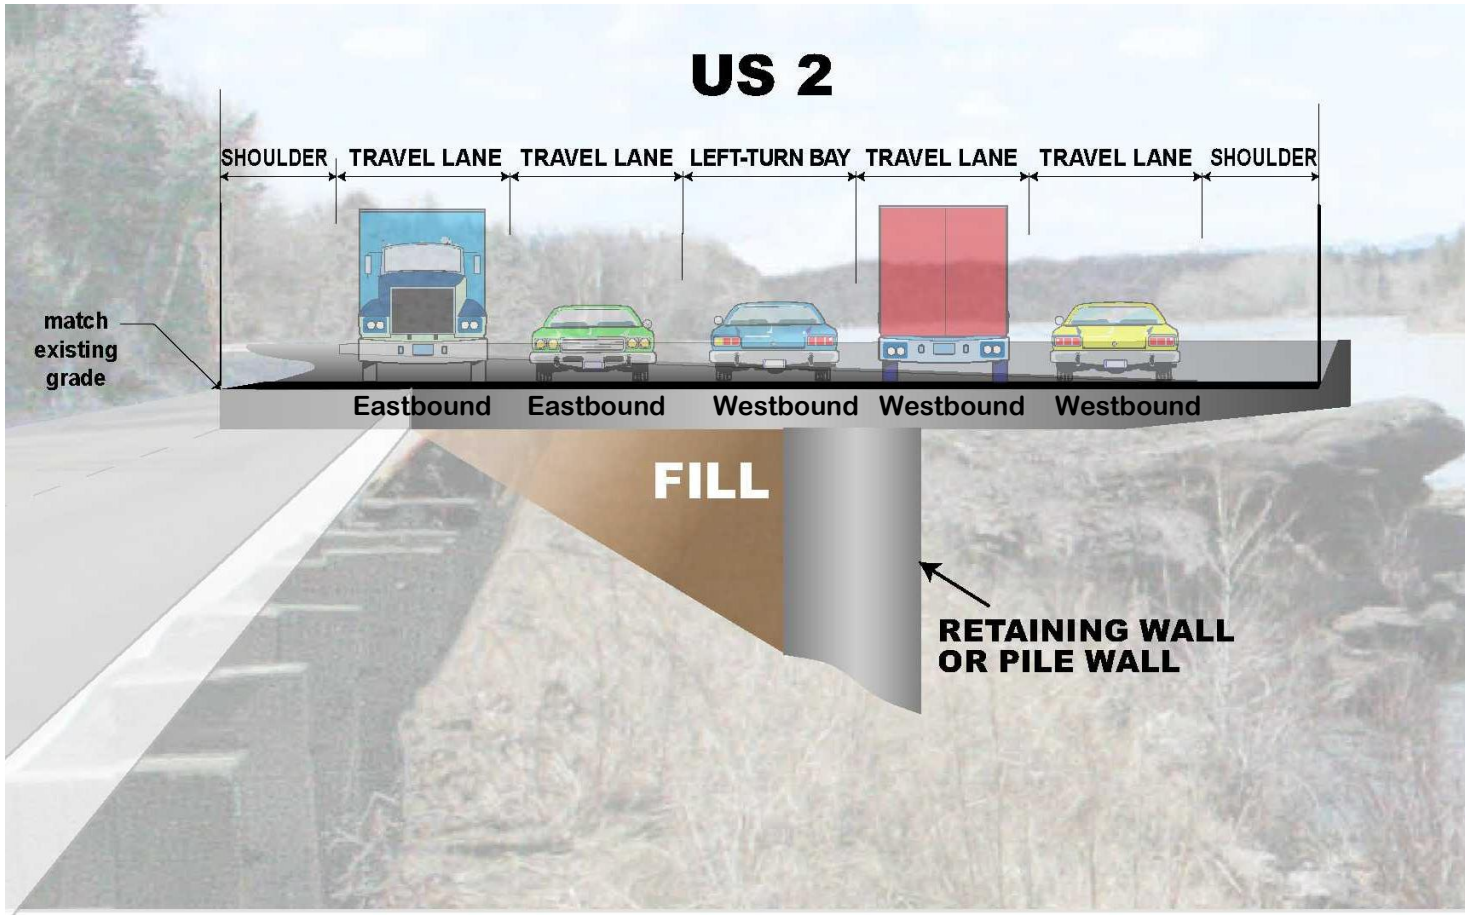 US 2
SHOULDER TRAVEL LANE TRAVEL LANE LEFT-TURN BAY TRAVEL LANE TRAVEL LANE SHOULDER
match
existing
grade
Eastbound Eastbound Westbound Westbound Westbound
FILL
RETAINING WALL
OR PILE WALL